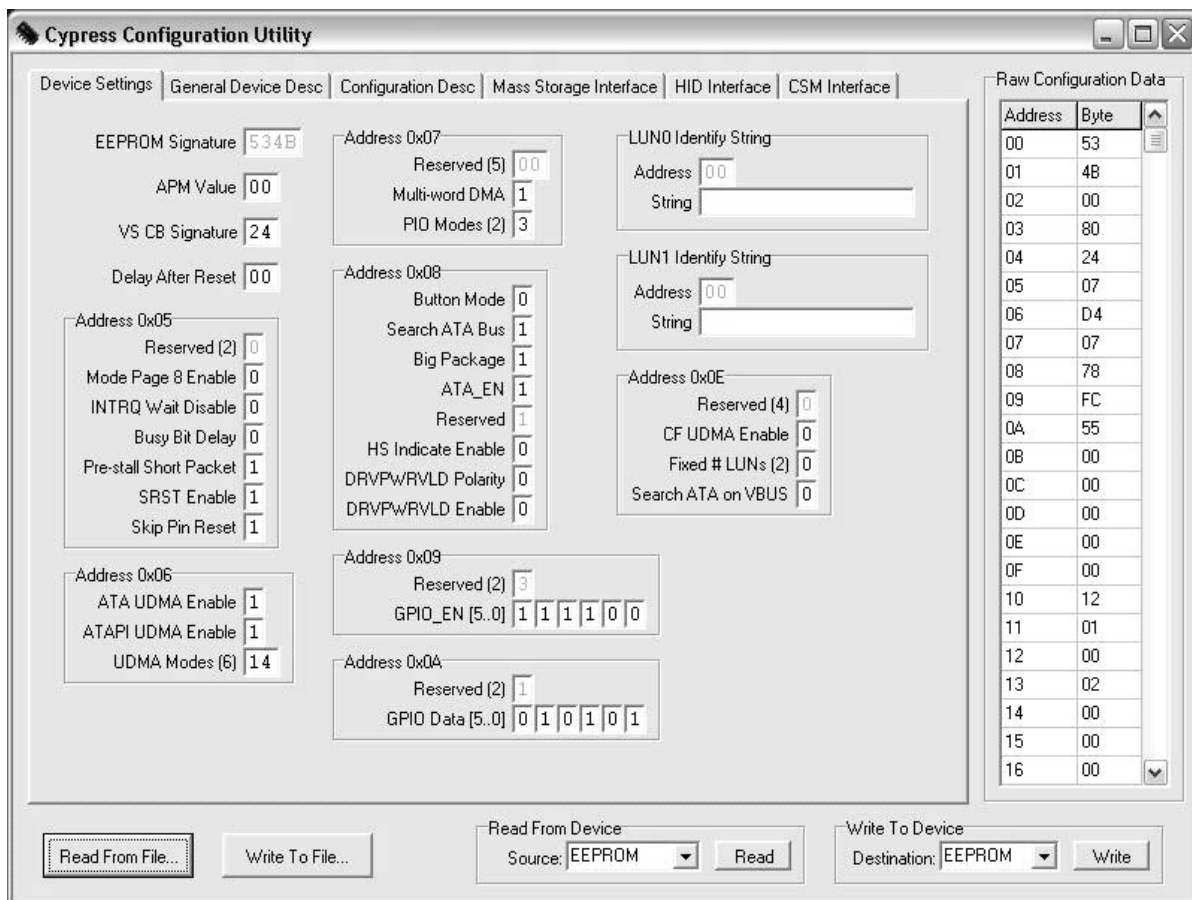 Cypress Configuration Utility
Device Settings General Device Desc Configuration Desc Mass Storage Interface HID Interface CSM Interface
EEPROM Signature 534B
APM Value 00
VS CB Signature 24
Delay After Reset 00
Address 0x05
Reserved (2) 0
Mode Page 8 Enable 0
INTRQ Wait Disable 0
Busy Bit Delay 0
Pre-stall Short Packet 1
SRST Enable 1
Skip Pin Reset 1
Address 0x06
ATA UDMA Enable 1
ATAPI UDMA Enable 1
UDMA Modes (6) 14
Address 0x07
Reserved (5) 00
Multi-word DMA 1
PIO Modes (2) 3
Address 0x08
Button Mode 0
Search ATA Bus 1
Big Package 1
ATA_EN 1
Reserved 1
HS Indicate Enable 0
DRVPWRVLD Polarity 0
DRVPWRVLD Enable 0
Address 0x09
Reserved (2) 3
GPIO_EN [5..0] 1 1 1 1 0 0
Address 0x0A
Reserved (2) 1
GPIO Data [5..0] 0 1 0 1 0 1
LUN0 Identify String
Address 00
String
LUN1 Identify String
Address 00
String
Address 0x0E
Reserved (4) 0
CF UDMA Enable 0
Fixed # LUNs (2) 0
Search ATA on VBUS 0
Raw Configuration Data
Address Byte
00 53
01 4B
02 00
03 80
04 24
05 07
06 D4
07 07
08 78
09 FC
0A 55
0B 00
0C 00
0D 00
0E 00
0F 00
10 12
11 01
12 00
13 02
14 00
15 00
16 00
Read From File... Write To File...
Read From Device
Source: EEPROM Read
Write To Device
Destination: EEPROM Write